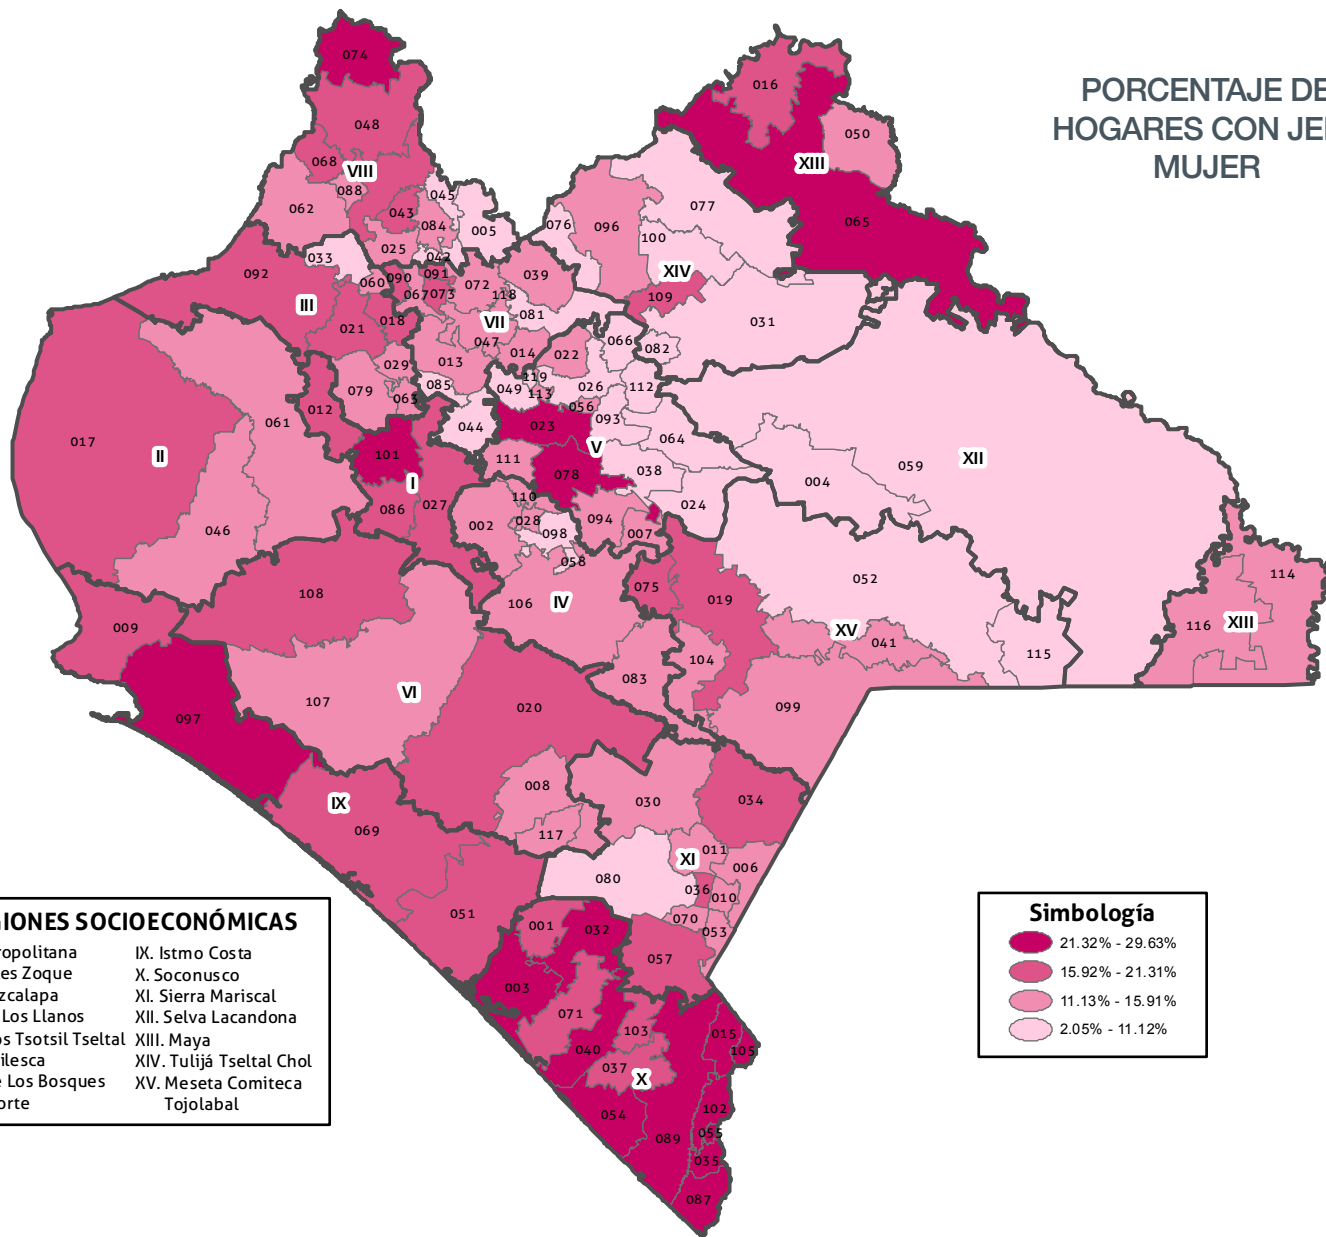 PORCENTAJE DE
HOGARES CON JE
MUJER
074
016
048
050
068
VIII
XIII
088
045
062
043
077
084
005
076
096
065
025
100
033
042
092
XIV
090
091
039
060
072
067
073
118
109
III
018
081
031
021
VII
047
066
082
029
013
014
022
119
079
085
049
026
112
063
113
012
056
017
061
044
023
093
064
II
101
V
XII
111
038
059
078
004
I
110
024
086
027
002
028
094
046
098
007
058
052
114
108
075
106
IV
019
009
XV
116
XIII
041
115
104
083
107
VI
097
020
099
008
030
034
IX
069
117
011
XI
006
080
036
010
051
070
001
032
053
057
003
071
103
015
105
040
037
X
054
102
089
055
035
087
GIONES SOCIOECONÓMICAS
ropolitana
es Zoque
zcalapa
Los Llanos
os Tsotsil Tseltal
ilesca
e Los Bosques
orte
IX. Istmo Costa
X. Soconusco
XI. Sierra Mariscal
XII. Selva Lacandona
XIII. Maya
XIV. Tulijá Tseltal Chol
XV. Meseta Comiteca
Tojolabal
Simbología
21.32% - 29.63%
15.92% - 21.31%
11.13% - 15.91%
2.05% - 11.12%